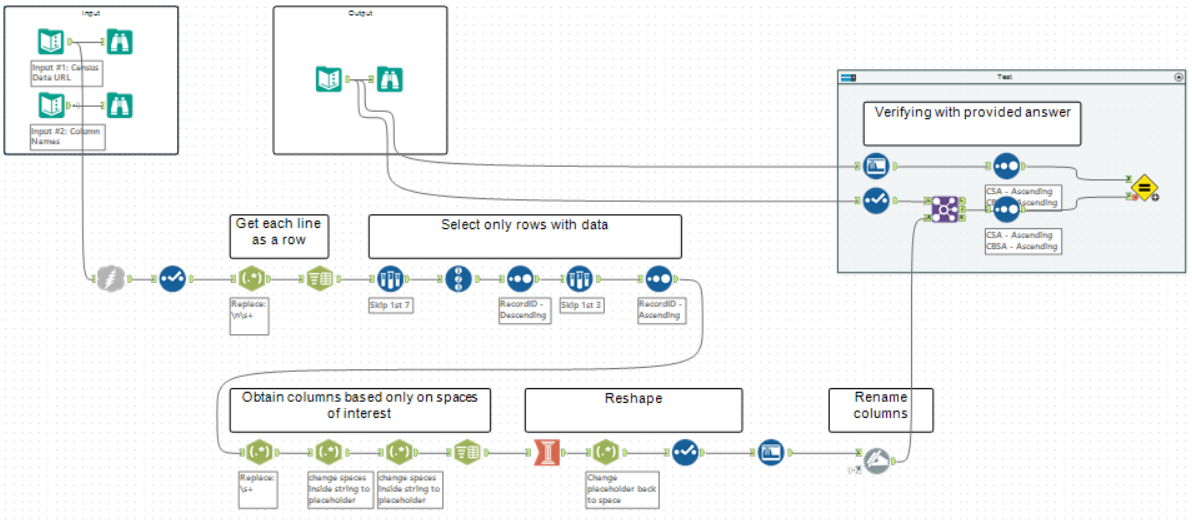 Input
Input #1: Census
Data URL
Input #2: Column
Names
Output
Test
Verifying with provided answer
CSA - Ascending
CBSA - Ascending
CSA - Ascending
CBSA - Ascending
Get each line
as a row
Select only rows with data
Replace:
\n\s+
Skip 1st 7
RecordID -
Descending
Skip 1st 3
RecordID -
Ascending
Obtain columns based only on spaces
of interest
Reshape
Rename
columns
Replace:
\s+
change spaces
inside string to
placeholder
change spaces
inside string to
placeholder
Change
placeholder back
to space